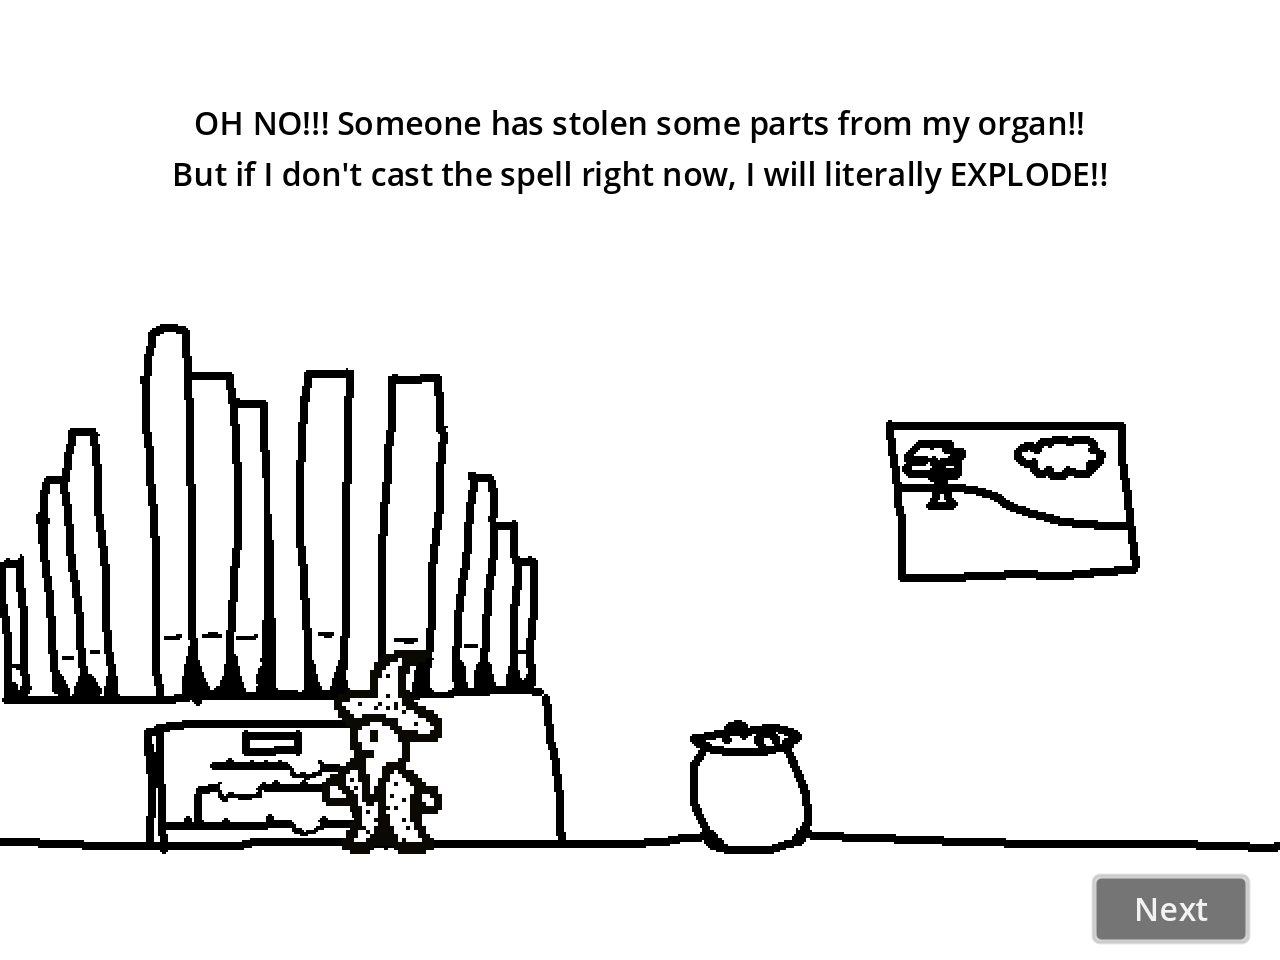 OH NO!!! Someone has stolen some parts from my organ!!
But if I don't cast the spell right now, I will literally EXPLODE!!
Next